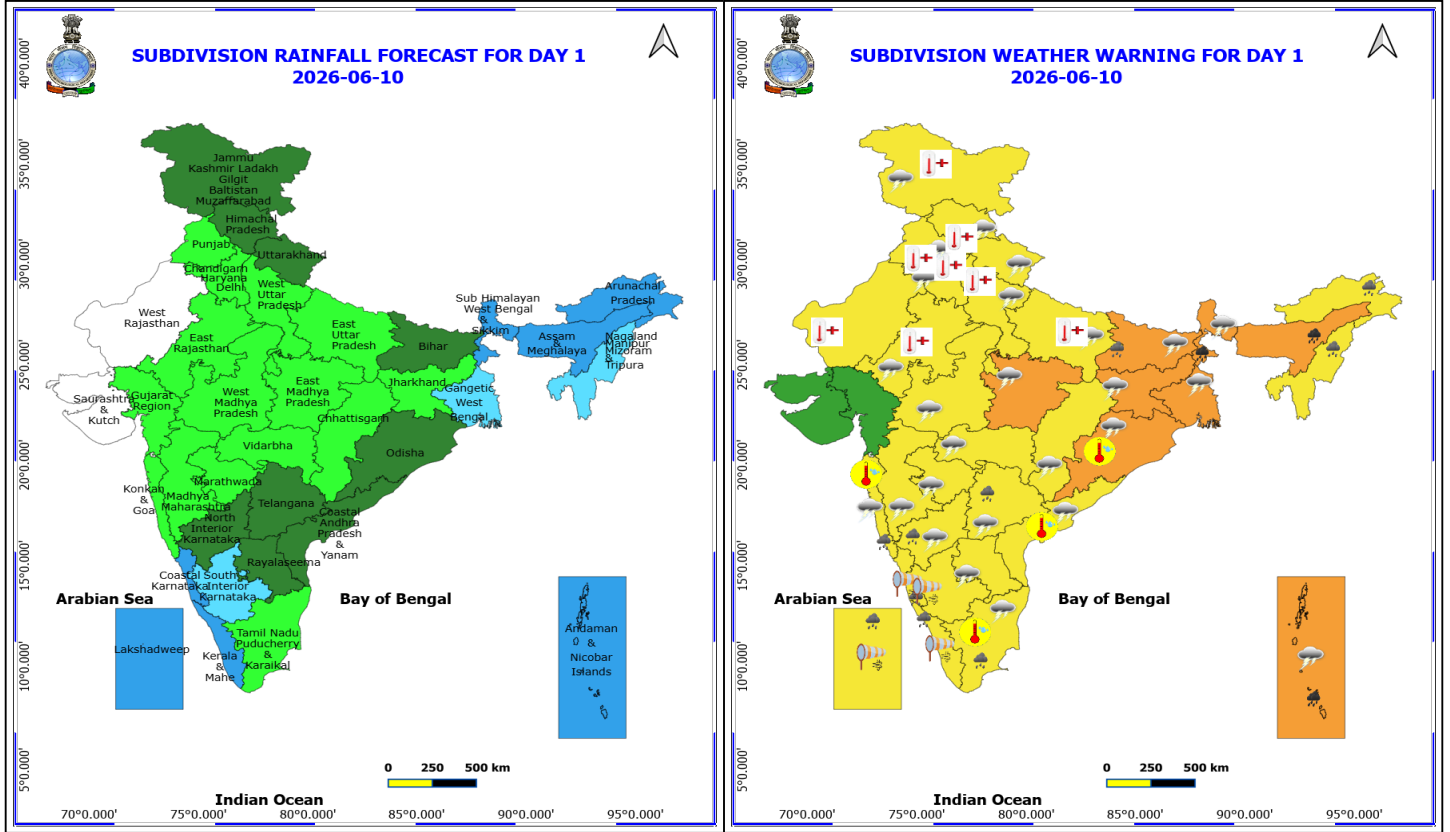 SUBDIVISION RAINFALL FORECAST FOR DAY 1
2026-06-10
40°0.000'
35°0.000'
30°0.000'
25°0.000'
20°0.000'
15°0.000'
10°0.000'
5°0.000'
Jammu
Kashmir Ladakh
Gilgit
Baltistan
Muzaffarabad
Himachal
Pradesh
Punjab
Uttarakhand
Chandigarh
Haryana
Delhi
West
Uttar
Pradesh
West
Rajasthan
East
Rajasthan
East
Uttar
Pradesh
Bihar
Sub Himalayan
West Bengal
&
Sikkim
Arunachal
Pradesh
Assam
&
Meghalaya
Nagaland
Manipur
Mizoram
&
Tripura
Saurashtra
&
Kutch
Gujarat
Region
West
Madhya
Pradesh
East
Madhya
Pradesh
Jharkhand
Gangetic
West
Bengal
Chhattisgarh
Vidarbha
Odisha
Konkan
&
Goa
Madhya
Maharashtra
Marathwada
Telangana
North
Interior
Karnataka
Coastal
Andhra
Pradesh
&
Yanam
Rayalaseema
Coastal
Karnataka
South
Interior
Karnataka
Tamil Nadu
Puducherry
&
Karaikal
Kerala
&
Mahe
Lakshadweep
Andaman
&
Nicobar
Islands
Arabian Sea
Bay of Bengal
Indian Ocean
0 250 500 km
70°0.000' 75°0.000' 80°0.000' 85°0.000' 90°0.000' 95°0.000'
SUBDIVISION WEATHER WARNING FOR DAY 1
2026-06-10
40°0.000'
35°0.000'
30°0.000'
25°0.000'
20°0.000'
15°0.000'
10°0.000'
5°0.000'
Arabian Sea
Bay of Bengal
Indian Ocean
0 250 500 km
70°0.000' 75°0.000' 80°0.000' 85°0.000' 90°0.000' 95°0.000'